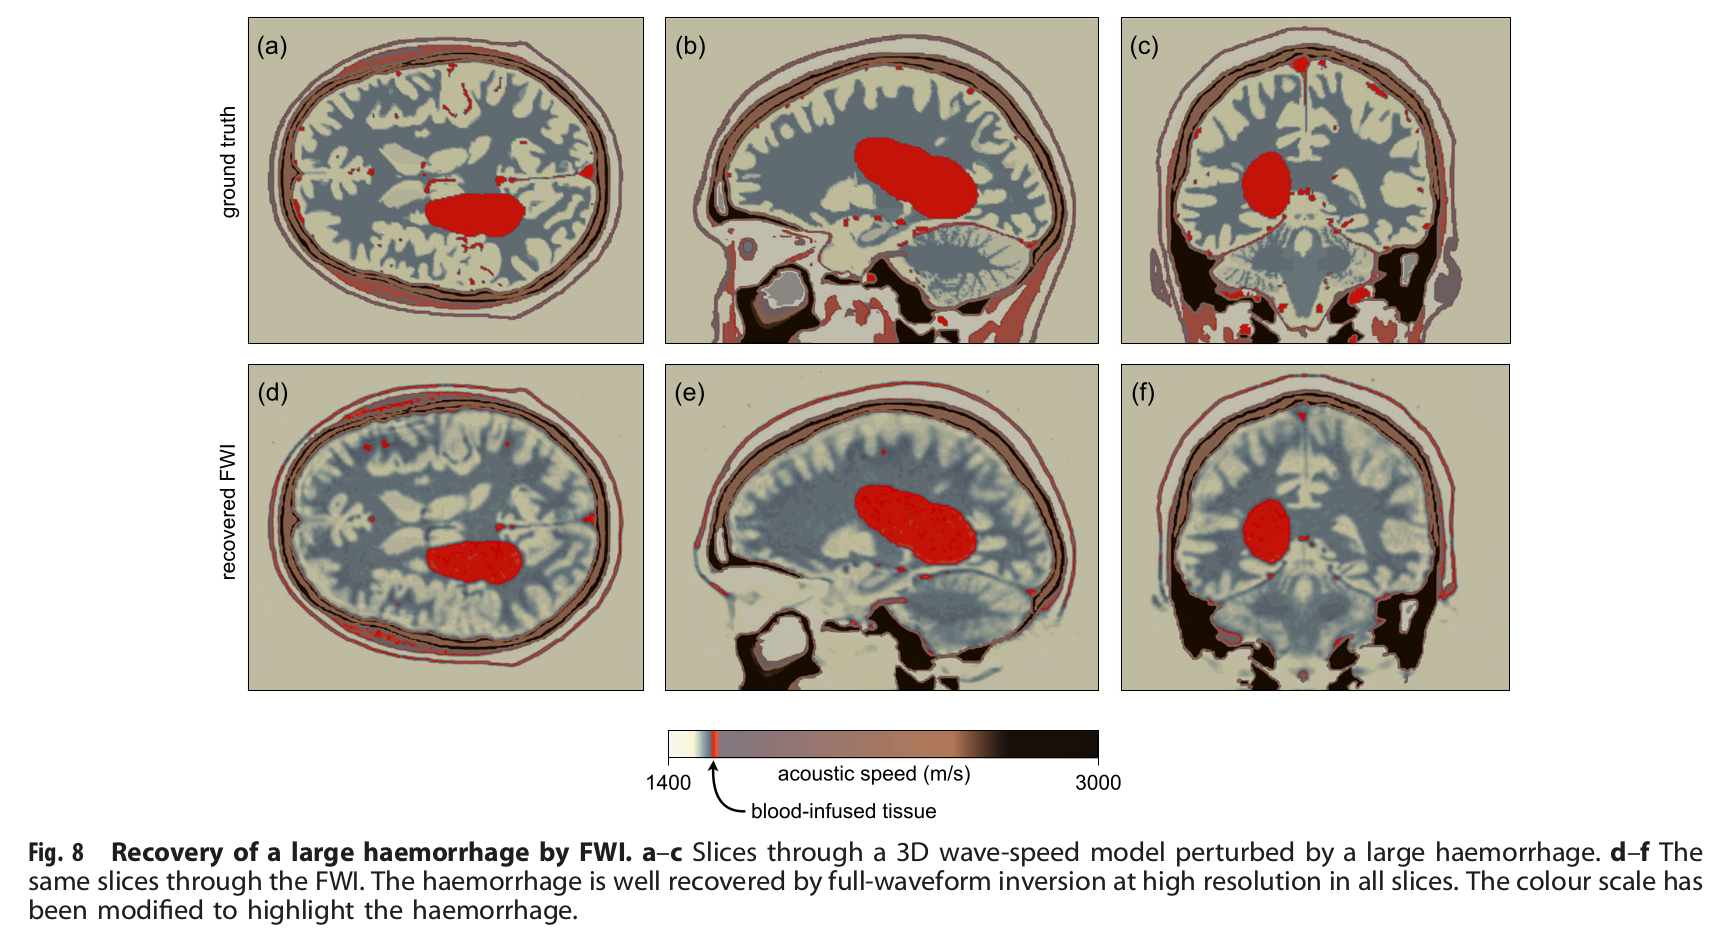 (a)
(b)
(c)
ground truth
(d)
(e)
(f)
recovered FWI
1400
acoustic speed (m/s)
3000
blood-infused tissue
Fig. 8 Recovery of a large haemorrhage by FWI. a–c Slices through a 3D wave-speed model perturbed by a large haemorrhage. d–f The
same slices through the FWI. The haemorrhage is well recovered by full-waveform inversion at high resolution in all slices. The colour scale has
been modified to highlight the haemorrhage.